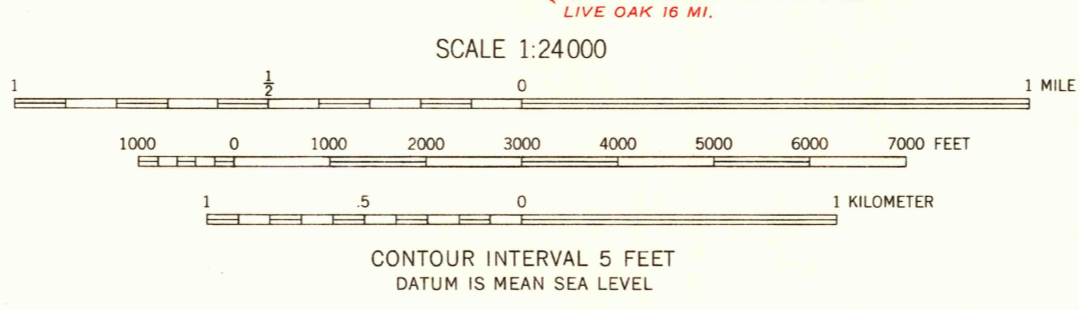 LIVE OAK 16 MI.
SCALE 1:24000
1 1/2 0 1 MILE
1000 0 1000 2000 3000 4000 5000 6000 7000 FEET
1 .5 0 1 KILOMETER
CONTOUR INTERVAL 5 FEET
DATUM IS MEAN SEA LEVEL